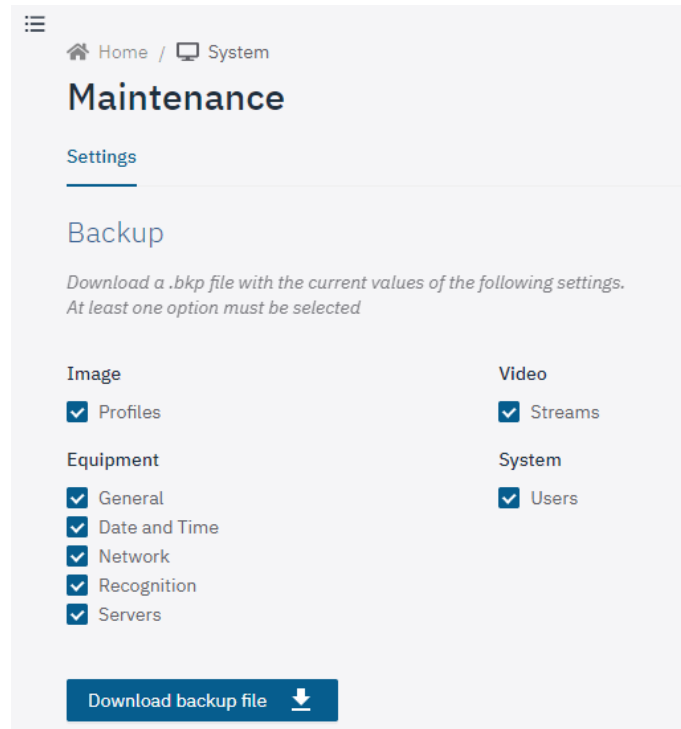 Home / System
Maintenance
Settings
Backup
Download a .bkp file with the current values of the following settings.
At least one option must be selected
Image
Profiles
Video
Streams
Equipment
General
Date and Time
Network
Recognition
Servers
System
Users
Download backup file